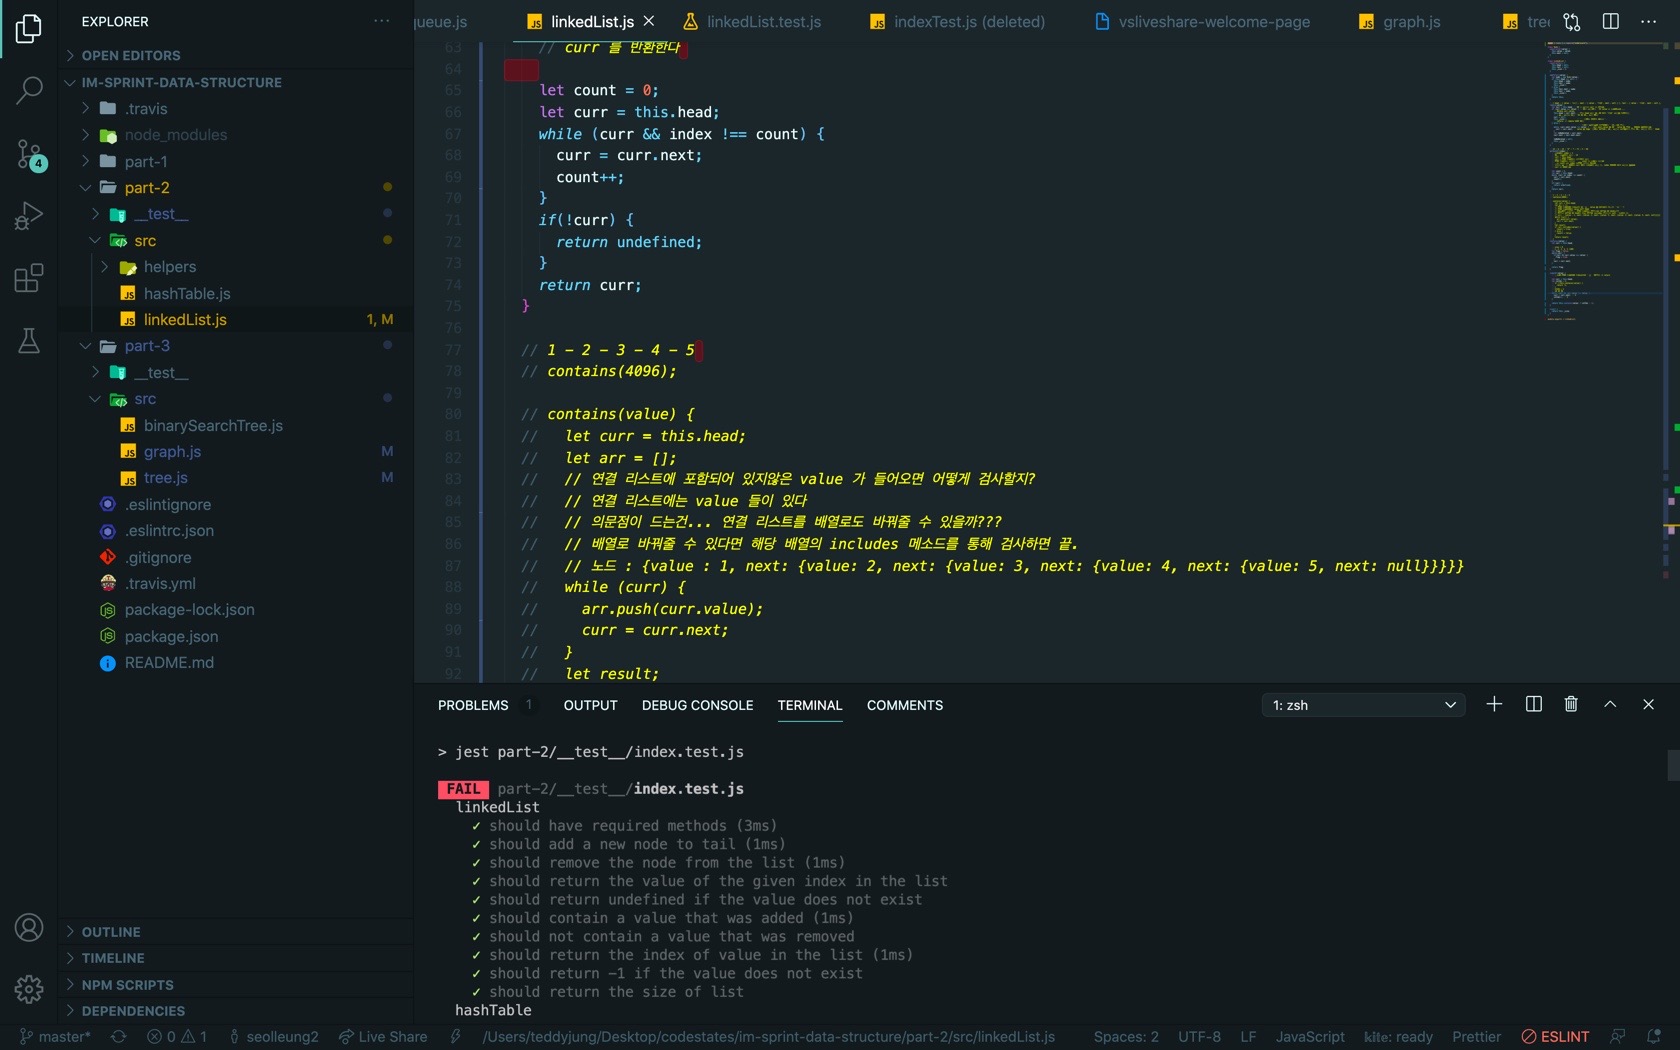 EXPLORER
OPEN EDITORS
IM-SPRINT-DATA-STRUCTURE
.travis
node_modules
part-1
part-2
__test__
src
helpers
hashTable.js
linkedList.js 1, M
part-3
__test__
src
binarySearchTree.js
graph.js M
tree.js M
.eslintignore
.eslintrc.json
.gitignore
.travis.yml
package-lock.json
package.json
README.md
OUTLINE
TIMELINE
NPM SCRIPTS
DEPENDENCIES
4
queue.js linkedList.js linkedList.test.js indexTest.js (deleted) vsliveshare-welcome-page graph.js tre
63 // curr 를 반환한다
64
65 let count = 0;
66 let curr = this.head;
67 while (curr && index !== count) {
68 curr = curr.next;
69 count++;
70 }
71 if(!curr) {
72 return undefined;
73 }
74 return curr;
75 }
76
77 // 1 - 2 - 3 - 4 - 5
78 // contains(4096);
79
80 // contains(value) {
81 // let curr = this.head;
82 // let arr = [];
83 // // 연결 리스트에 포함되어 있지않은 value 가 들어오면 어떻게 검사할지?
84 // // 연결 리스트에는 value 들이 있다
85 // // 의문점이 드는건... 연결 리스트를 배열로도 바꿔줄 수 있을까???
86 // // 배열로 바꿔줄 수 있다면 해당 배열의 includes 메소드를 통해 검사하면 끝.
87 // // 노드 : {value : 1, next: {value: 2, next: {value: 3, next: {value: 4, next: {value: 5, next: null}}}}}
88 // while (curr) {
89 // arr.push(curr.value);
90 // curr = curr.next;
91 // }
92 // let result;
PROBLEMS 1 OUTPUT DEBUG CONSOLE TERMINAL COMMENTS 1: zsh
> jest part-2/__test__/index.test.js
FAIL part-2/__test__/index.test.js
linkedList
✓ should have required methods (3ms)
✓ should add a new node to tail (1ms)
✓ should remove the node from the list (1ms)
✓ should return the value of the given index in the list
✓ should return undefined if the value does not exist
✓ should contain a value that was added (1ms)
✓ should not contain a value that was removed
✓ should return the index of value in the list (1ms)
✓ should return -1 if the value does not exist
✓ should return the size of list
hashTable
master* 0 1 seolleung2 Live Share /Users/teddyjung/Desktop/codestates/im-sprint-data-structure/part-2/src/linkedList.js Spaces: 2 UTF-8 LF JavaScript kite: ready Prettier ESLINT